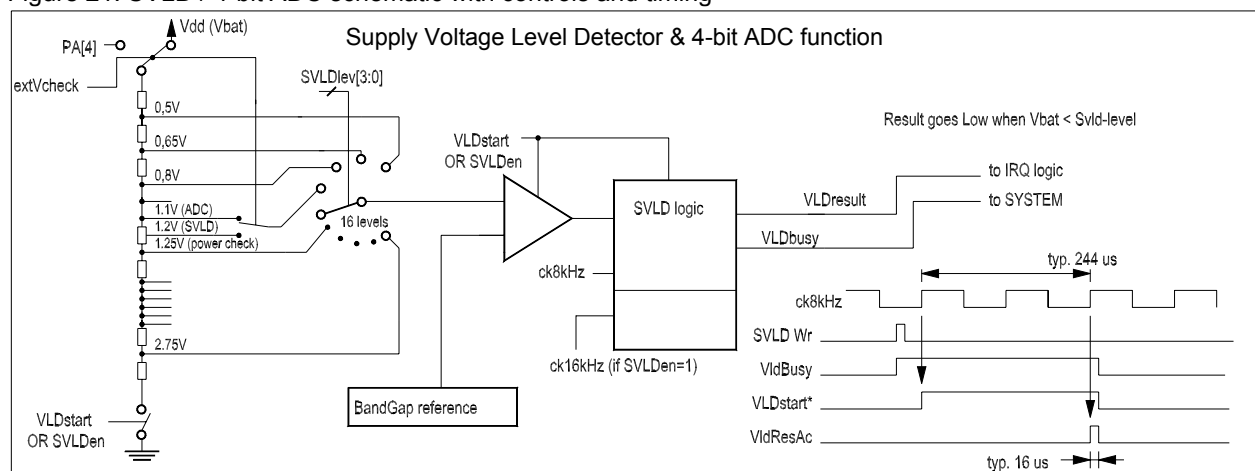 Figure 21. SVLD / 4-bit ADC schematic with controls and timing
Supply Voltage Level Detector & 4-bit ADC function
Vdd (Vbat)
PA[4]
extVcheck
SVLDlev[3:0]
0,5V
0,65V
0,8V
1.1V (ADC)
1.2V (SVLD)
1.25V (power check)
16 levels
2.75V
VLDstart
OR SVLDen
VLDstart
OR SVLDen
BandGap reference
SVLD logic
ck8kHz
ck16kHz (if SVLDen=1)
Result goes Low when Vbat < Svld-level
VLDresult
to IRQ logic
to SYSTEM
VLDbusy
typ. 244 us
ck8kHz
SVLD Wr
VldBusy
VLDstart*
VldResAc
typ. 16 us